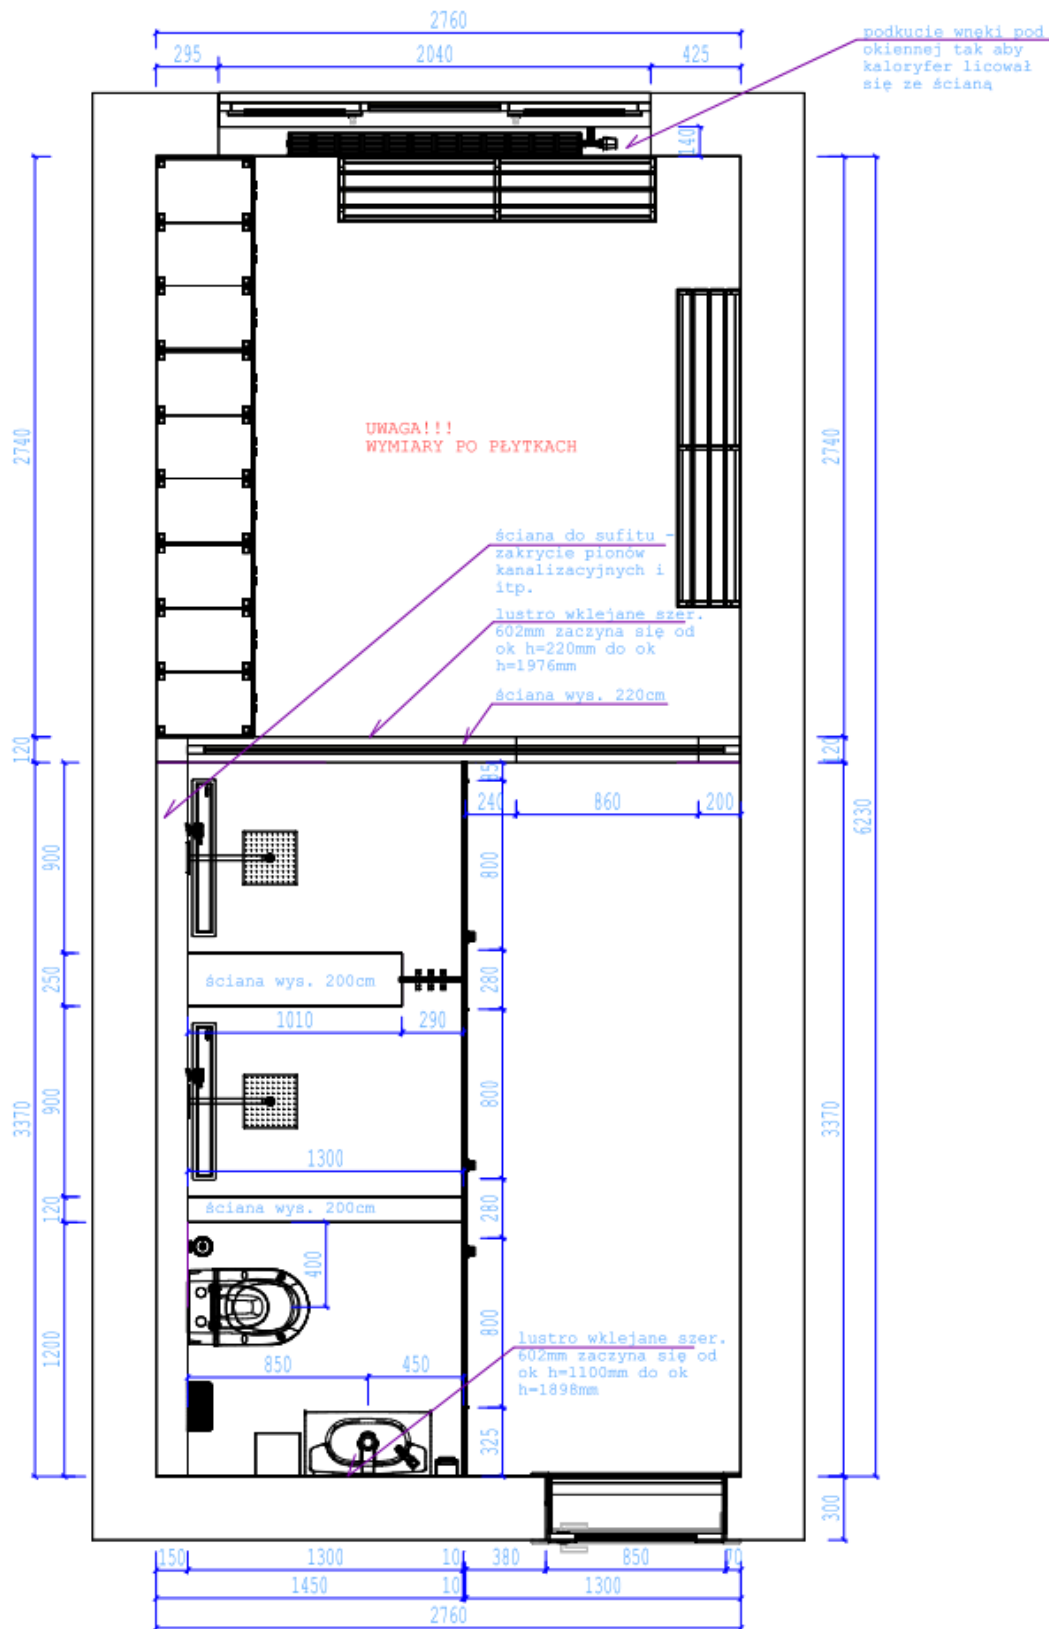 2760
295
2040
425
podkucie wnęki pod
okiennej tak aby
kaloryfer licował
się ze ścianą
140
2740
2740
UWAGA!!!
WYMIARY PO PŁYTKACH
ściana do sufitu -
zakrycie pionów
kanalizacyjnych i
itp.
lustro wklejane szer.
602mm zaczyna się od
ok h=220mm do ok
h=1976mm
ściana wys. 220cm
120
120
85
240
860
200
6230
900
800
250
ściana wys. 200cm
280
1010
290
900
800
3370
3370
1300
120
ściana wys. 200cm
280
400
1200
800
lustro wklejane szer.
602mm zaczyna się od
ok h=1100mm do ok
h=1898mm
850
450
325
300
150
1300
10
380
850
70
1450
10
1300
2760